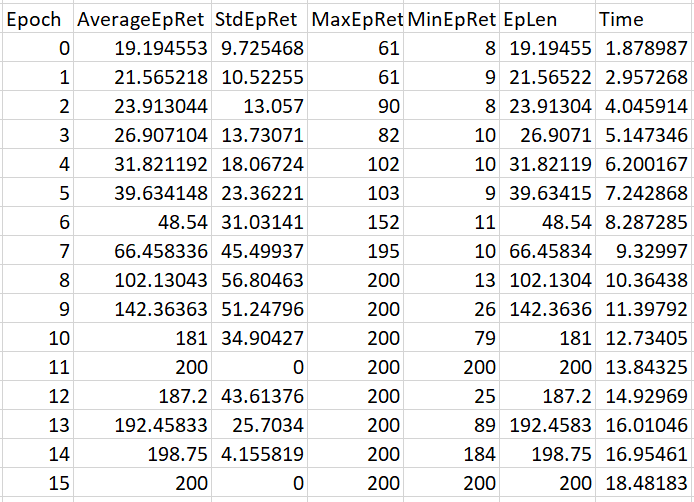 Epoch AverageEpRet StdEpRet MaxEpRet MinEpRet EpLen Time
0 19.194553 9.725468 61 8 19.19455 1.878987
1 21.565218 10.52255 61 9 21.56522 2.957268
2 23.913044 13.057 90 8 23.91304 4.045914
3 26.907104 13.73071 82 10 26.9071 5.147346
4 31.821192 18.06724 102 10 31.82119 6.200167
5 39.634148 23.36221 103 9 39.63415 7.242868
6 48.54 31.03141 152 11 48.54 8.287285
7 66.458336 45.49937 195 10 66.45834 9.32997
8 102.13043 56.80463 200 13 102.1304 10.36438
9 142.36363 51.24796 200 26 142.3636 11.39792
10 181 34.90427 200 79 181 12.73405
11 200 0 200 200 200 13.84325
12 187.2 43.61376 200 25 187.2 14.92969
13 192.45833 25.7034 200 89 192.4583 16.01046
14 198.75 4.155819 200 184 198.75 16.95461
15 200 0 200 200 200 18.48183